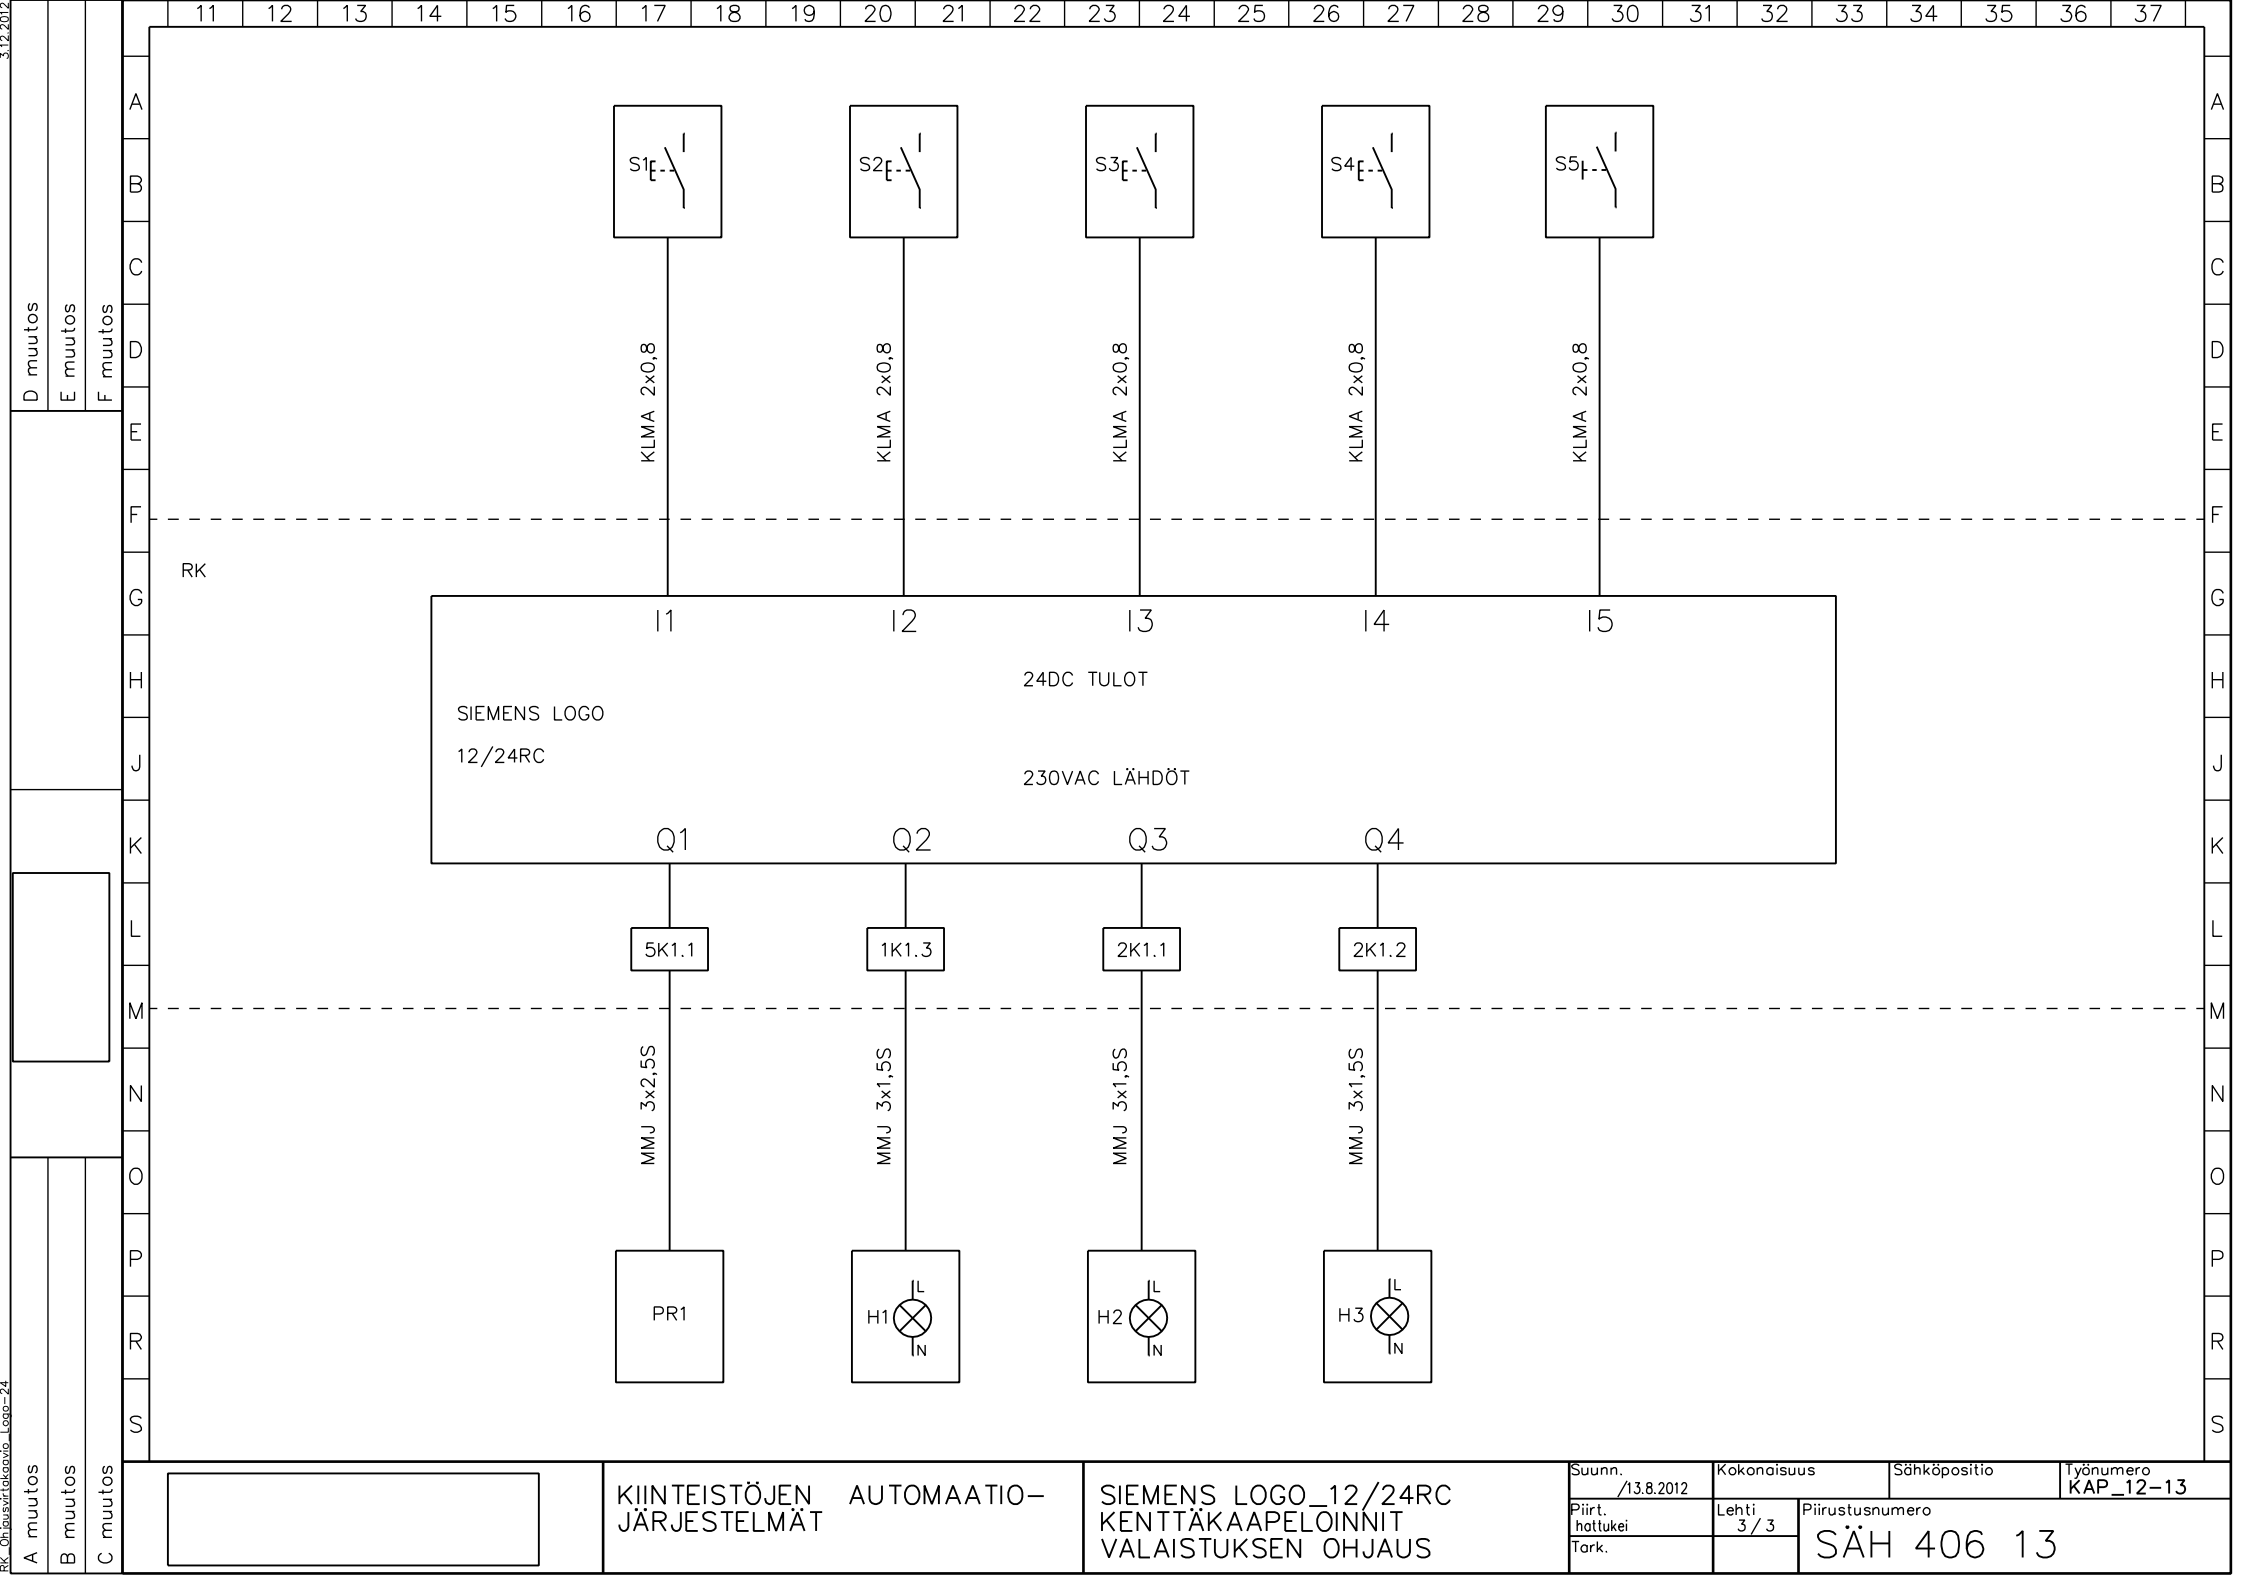 11 12 13 14 15 16 17 18 19 20 21 22 23 24 25 26 27 28 29 30 31 32 33 34 35 36 37
3.12.2012
D muutos
E muutos
F muutos
A A
B B
C C
D D
E E
F F
G G
H H
J J
K K
L L
M M
N N
O O
P P
R R
S S
S1 S2 S3 S4 S5
KLMA 2x0,8 KLMA 2x0,8 KLMA 2x0,8 KLMA 2x0,8 KLMA 2x0,8
RK
I1 I2 I3 I4 I5
24DC TULOT
SIEMENS LOGO
12/24RC
230VAC LÄHDÖT
Q1 Q2 Q3 Q4
5K1.1 1K1.3 2K1.1 2K1.2
MMJ 3x2,5S MMJ 3x1,5S MMJ 3x1,5S MMJ 3x1,5S
PR1
H1 L N
H2 L N
H3 L N
RK_Ohjausvirtakaavio_Logo-24
A muutos
B muutos
C muutos
KIINTEISTÖJEN AUTOMAATIO-
JÄRJESTELMÄT
SIEMENS LOGO_12/24RC
KENTTÄKAAPELOINNIT
VALAISTUKSEN OHJAUS
Suunn.
/13.8.2012
Kokonaisuus
Sähköpositio
Työnumero
KAP_12-13
Piirt.
hattukei
Lehti
3/3
Piirustusnumero
SÄH 406 13
Tark.